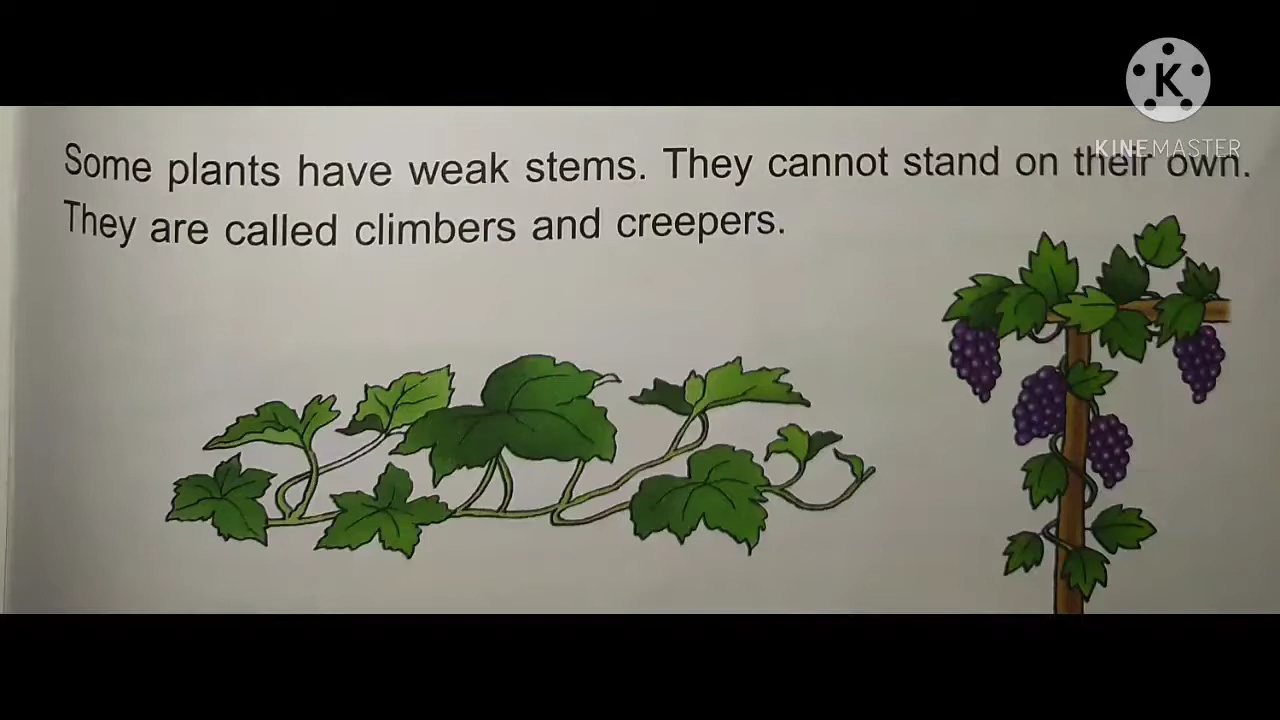 K
KINEMASTER
Some plants have weak stems. They cannot stand on their own.
They are called climbers and creepers.